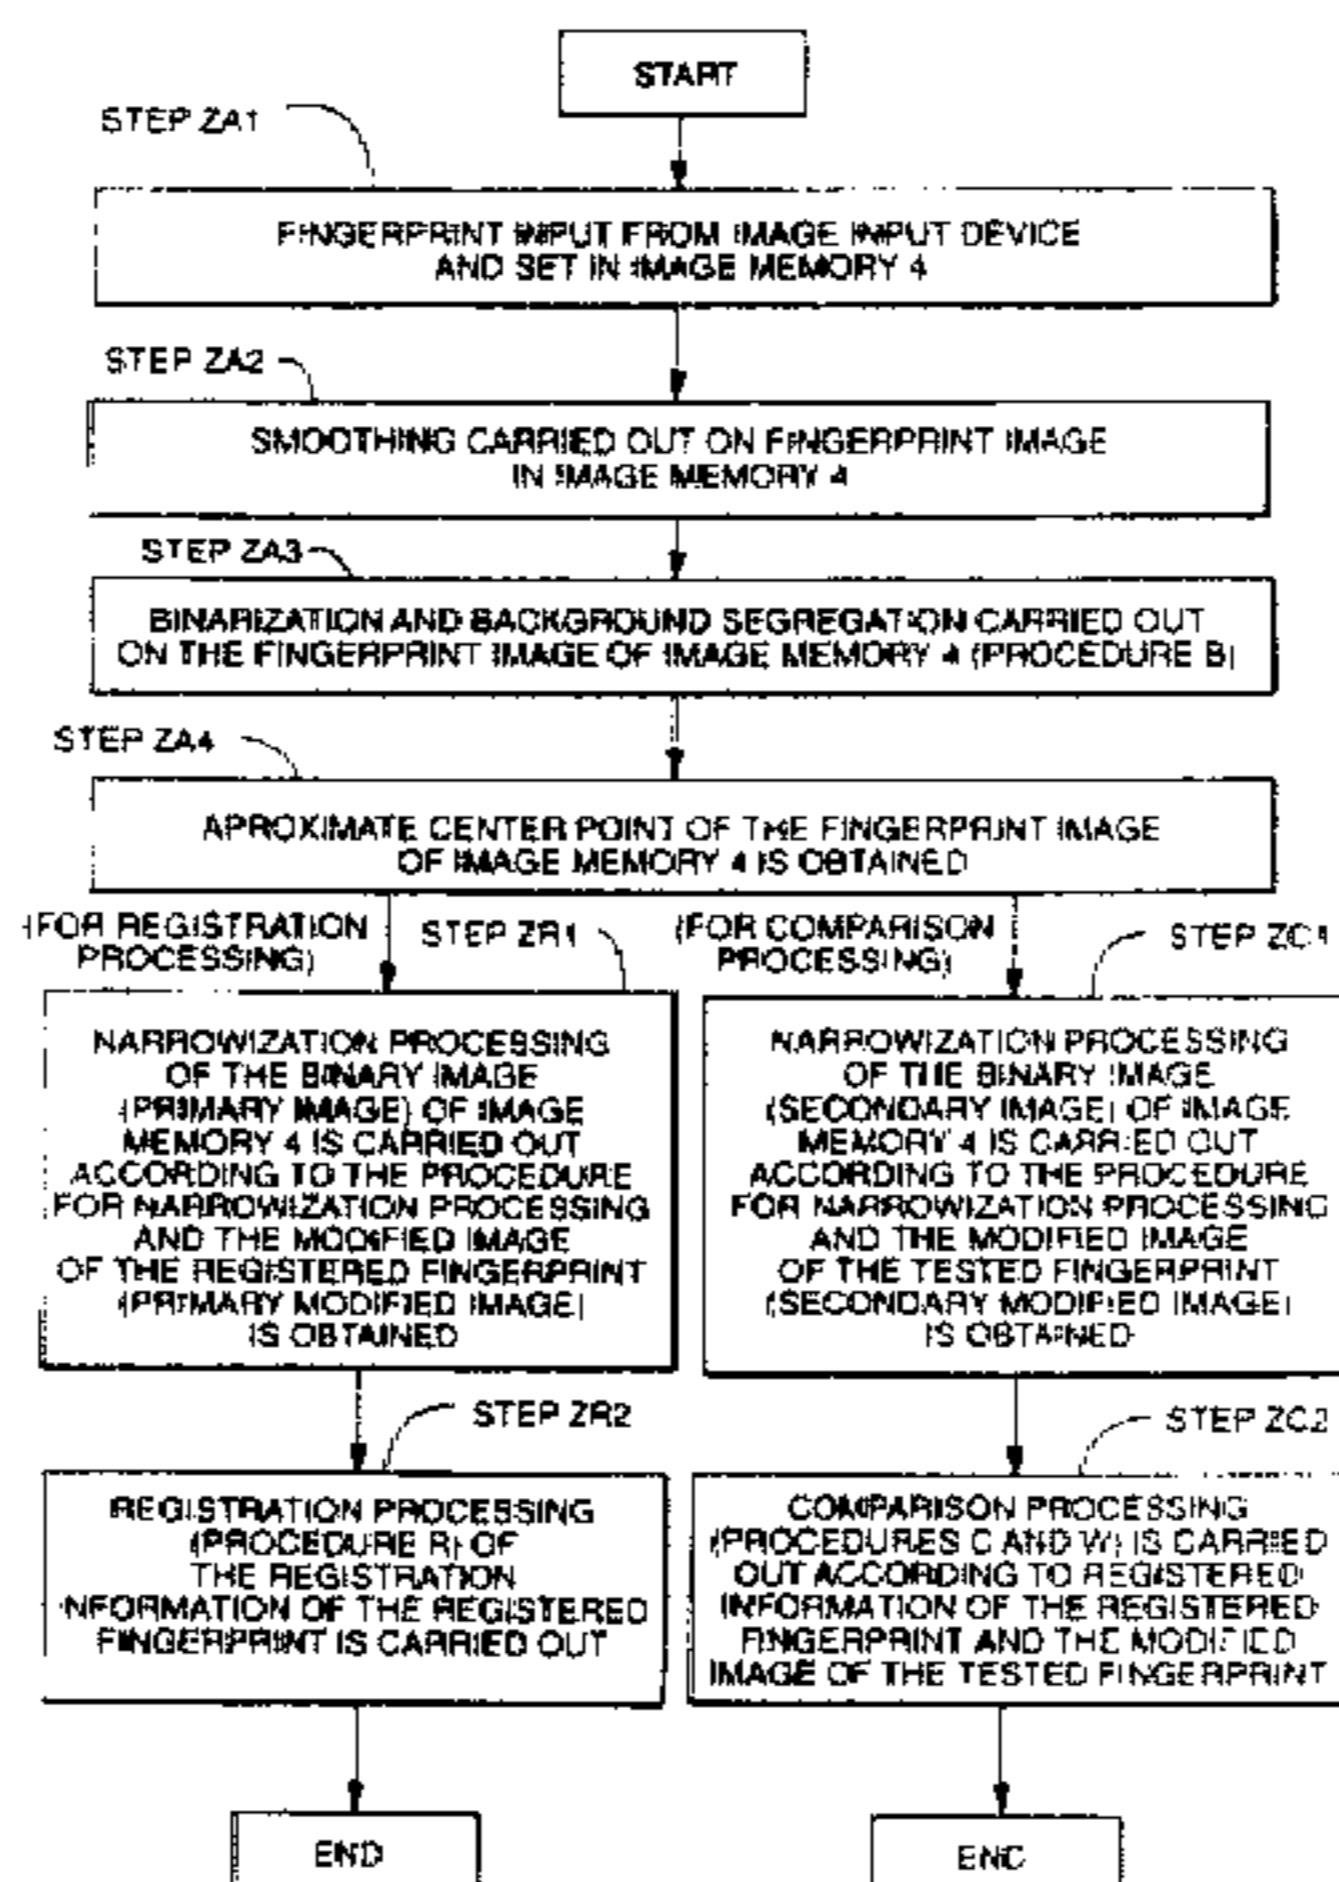 START
STEP ZA1
FINGERPRINT INPUT FROM IMAGE INPUT DEVICE
AND SET IN IMAGE MEMORY 4
STEP ZA2
SMOOTHING CARRIED OUT ON FINGERPRINT IMAGE
IN IMAGE MEMORY 4
STEP ZA3
BINARIZATION AND BACKGROUND SEGREGATION CARRIED OUT
ON THE FINGERPRINT IMAGE OF IMAGE MEMORY 4 (PROCEDURE B)
STEP ZA4
APROXIMATE CENTER POINT OF THE FINGERPRINT IMAGE
OF IMAGE MEMORY 4 IS OBTAINED
(FOR REGISTRATION
PROCESSING)
STEP ZR1
NARROWIZATION PROCESSING
OF THE BINARY IMAGE
(PRIMARY IMAGE) OF IMAGE
MEMORY 4 IS CARRIED OUT
ACCORDING TO THE PROCEDURE
FOR NARROWIZATION PROCESSING
AND THE MODIFIED IMAGE
OF THE REGISTERED FINGERPRINT
(PRIMARY MODIFIED IMAGE)
IS OBTAINED
STEP ZR2
REGISTRATION PROCESSING
(PROCEDURE R) OF
THE REGISTRATION
INFORMATION OF THE REGISTERED
FINGERPRINT IS CARRIED OUT
END
(FOR COMPARISON
PROCESSING)
STEP ZC1
NARROWIZATION PROCESSING
OF THE BINARY IMAGE
(SECONDARY IMAGE) OF IMAGE
MEMORY 4 IS CARRIED OUT
ACCORDING TO THE PROCEDURE
FOR NARROWIZATION PROCESSING
AND THE MODIFIED IMAGE
OF THE TESTED FINGERPRINT
(SECONDARY MODIFIED IMAGE)
IS OBTAINED
STEP ZC2
COMPARISON PROCESSING
(PROCEDURES C AND W) IS CARRIED
OUT ACCORDING TO REGISTERED
INFORMATION OF THE REGISTERED
FINGERPRINT AND THE MODIFIED
IMAGE OF THE TESTED FINGERPRINT
END